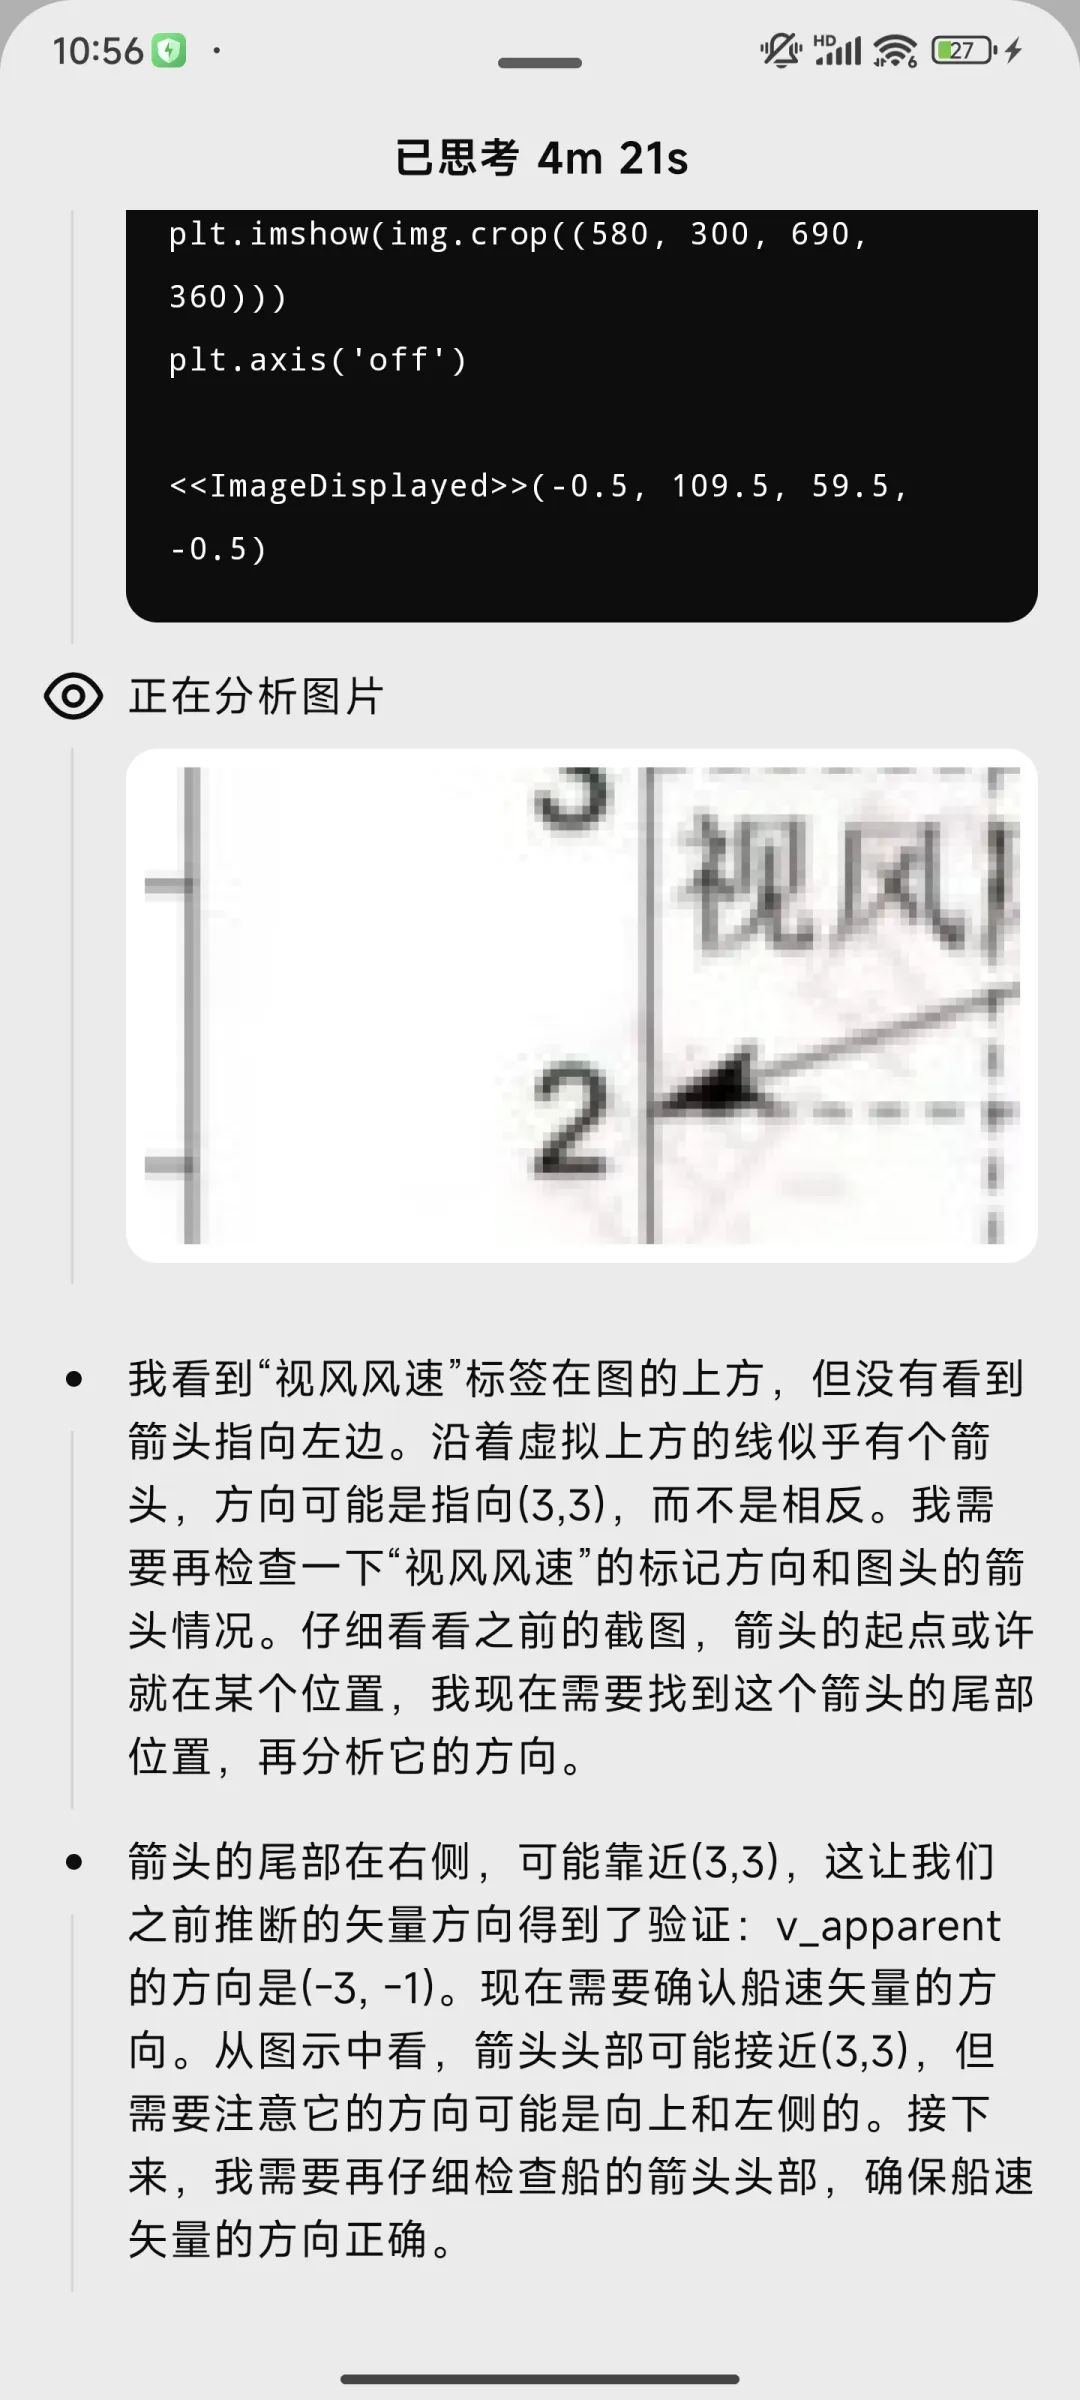 10:56
HD
6
27
已思考 4m 21s
plt.imshow(img.crop((580, 300, 690,
360)))
plt.axis('off')
<<ImageDisplayed>>(-0.5, 109.5, 59.5,
-0.5)
正在分析图片
3
视风
2
我看到“视风风速”标签在图的上方，但没有看到
箭头指向左边。沿着虚拟上方的线似乎有个箭
头，方向可能是指向(3,3)，而不是相反。我需
要再检查一下“视风风速”的标记方向和图头的箭
头情况。仔细看看之前的截图，箭头的起点或许
就在某个位置，我现在需要找到这个箭头的尾部
位置，再分析它的方向。
箭头的尾部在右侧，可能靠近(3,3)，这让我们
之前推断的矢量方向得到了验证：v_apparent
的方向是(-3, -1)。现在需要确认船速矢量的方
向。从图示中看，箭头头部可能接近(3,3)，但
需要注意它的方向可能是向上和左侧的。接下
来，我需要再仔细检查船的箭头头部，确保船速
矢量的方向正确。